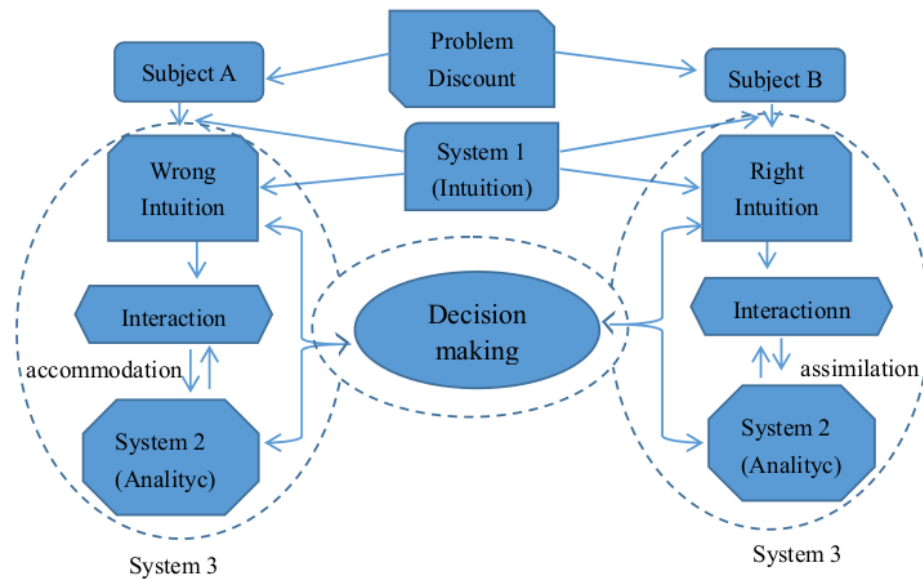 Problem
Discount
Subject A
Subject B
System 1
(Intuition)
Wrong
Intuition
Right
Intuition
Decision
making
Interaction
Interactionn
accommodation
assimilation
System 2
(Analityc)
System 2
(Analityc)
System 3
System 3